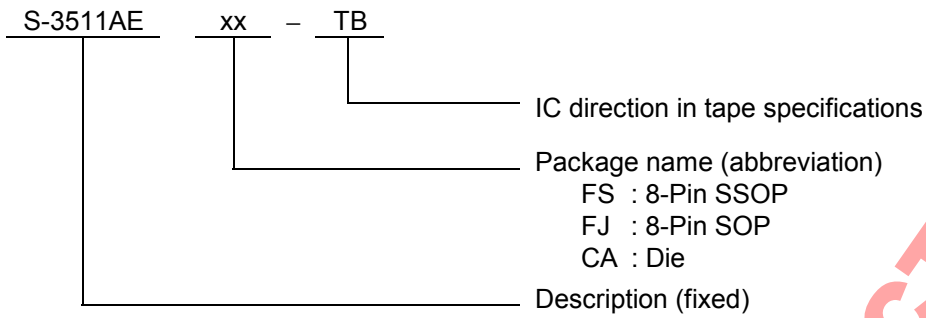 S-3511AE xx – TB
IC direction in tape specifications
Package name (abbreviation)
FS : 8-Pin SSOP
FJ : 8-Pin SOP
CA : Die
Description (fixed)